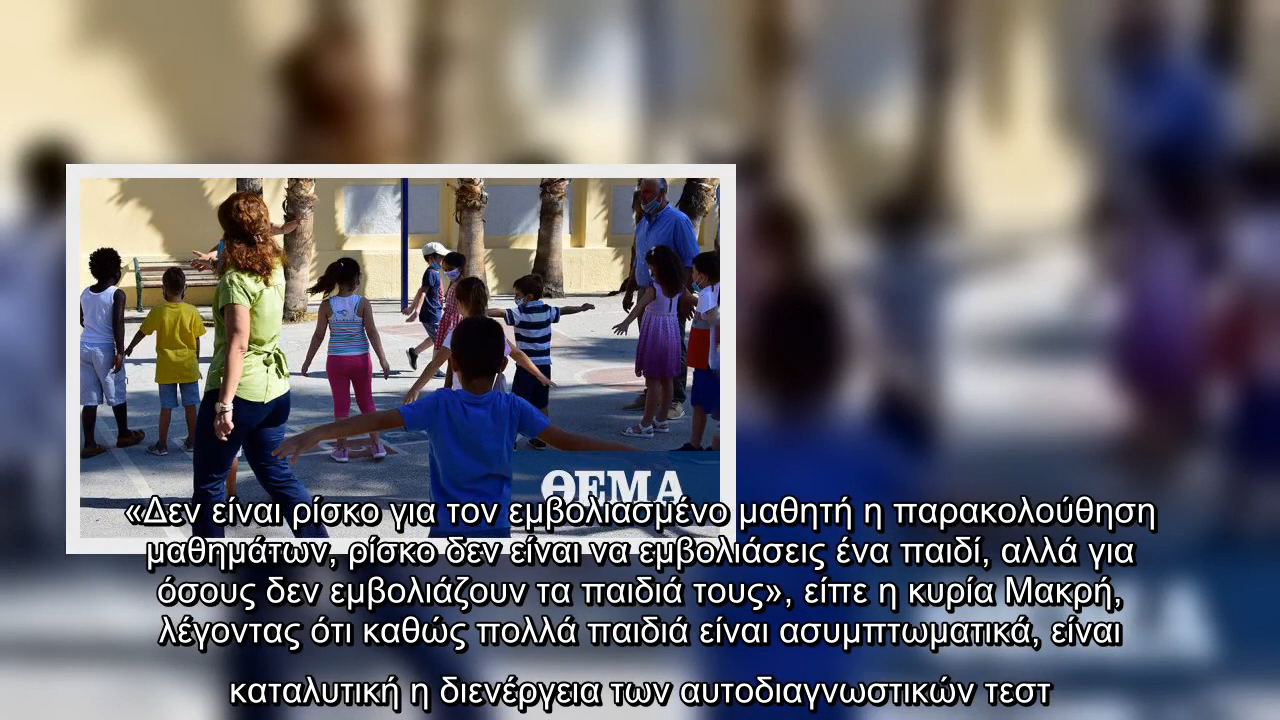 ΘΕΜΑ
«Δεν είναι ρίσκο για τον εμβολιασμένο μαθητή η παρακολούθηση
μαθημάτων, ρίσκο δεν είναι να εμβολιάσεις ένα παιδί, αλλά για
όσους δεν εμβολιάζουν τα παιδιά τους», είπε η κυρία Μακρή,
λέγοντας ότι καθώς πολλά παιδιά είναι ασυμπτωματικά, είναι
καταλυτική η διενέργεια των αυτοδιαγνωστικών τεστ